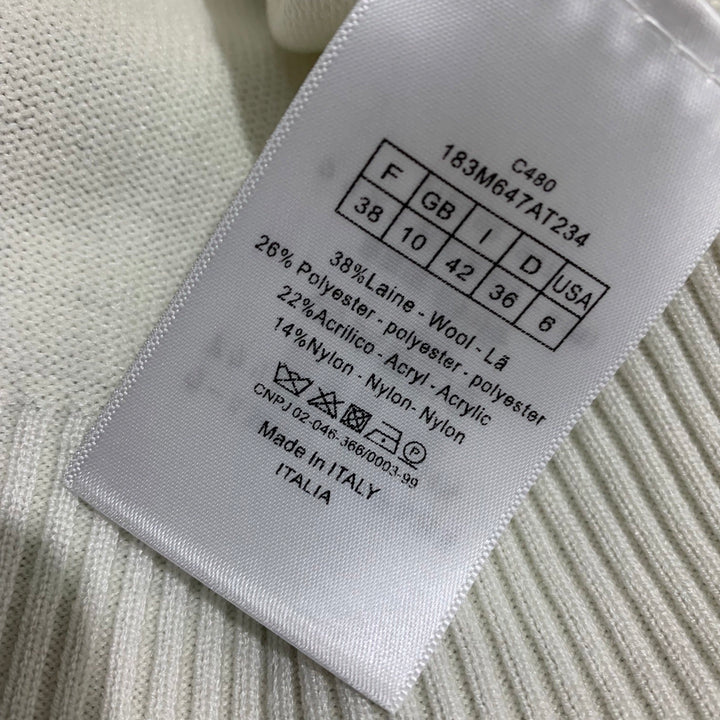 C480
183M647AT234
F GB I D USA
38 10 42 36 6
38%Laine - Wool - Lã
26% Polyester - polyester - polyester
22%Acrilico - Acryl - Acrylic
14%Nylon - Nylon- Nylon
P
CNPJ 02-046-366/0003-99
Made In ITALY
ITALIA